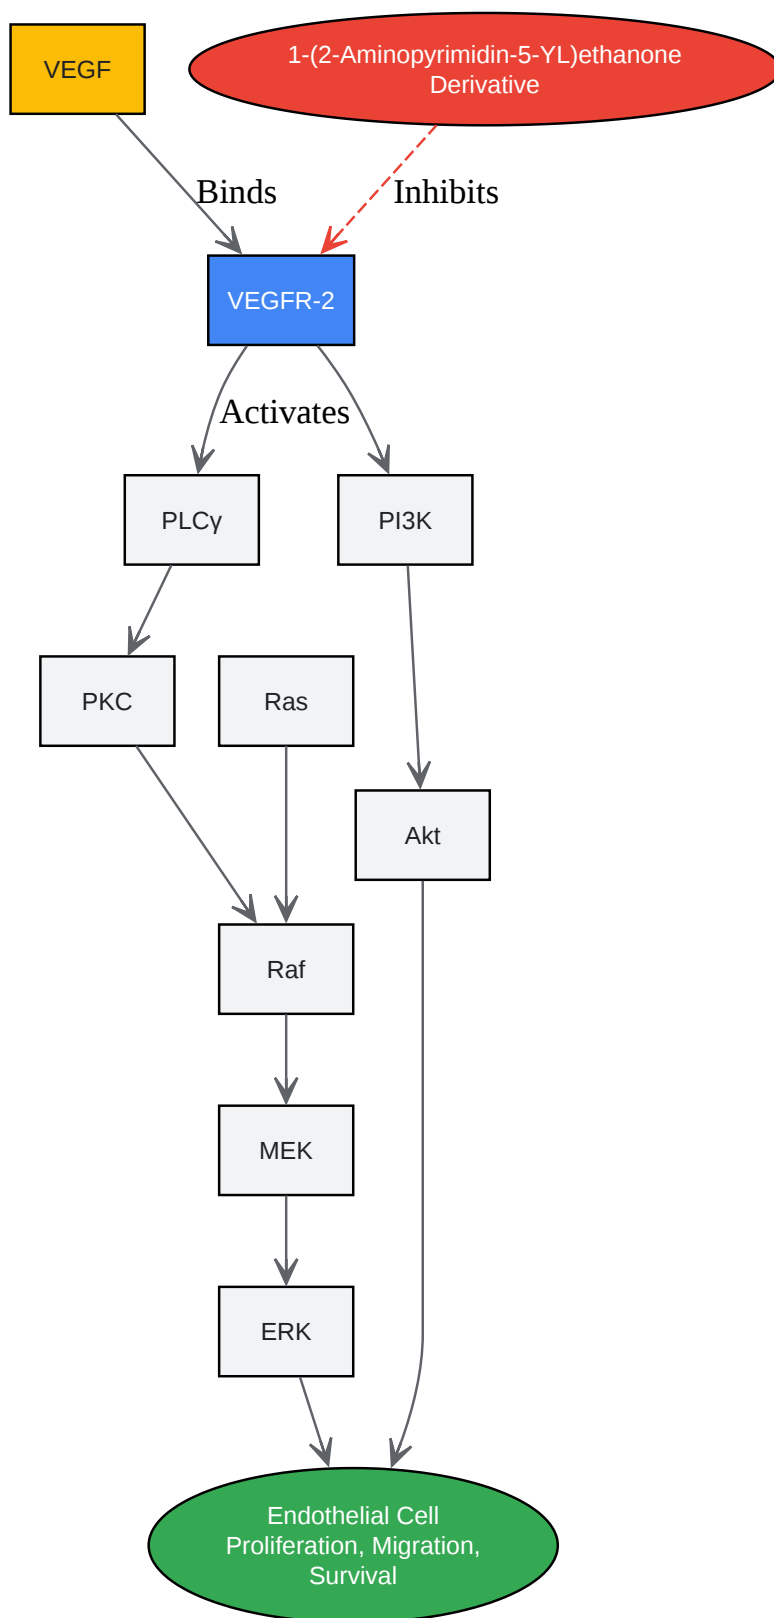 VEGF
1-(2-Aminopyrimidin-5-YL)ethanone
Derivative
Binds
Inhibits
VEGFR-2
Activates
PLCγ
PI3K
PKC
Ras
Akt
Raf
MEK
ERK
Endothelial Cell
Proliferation, Migration,
Survival